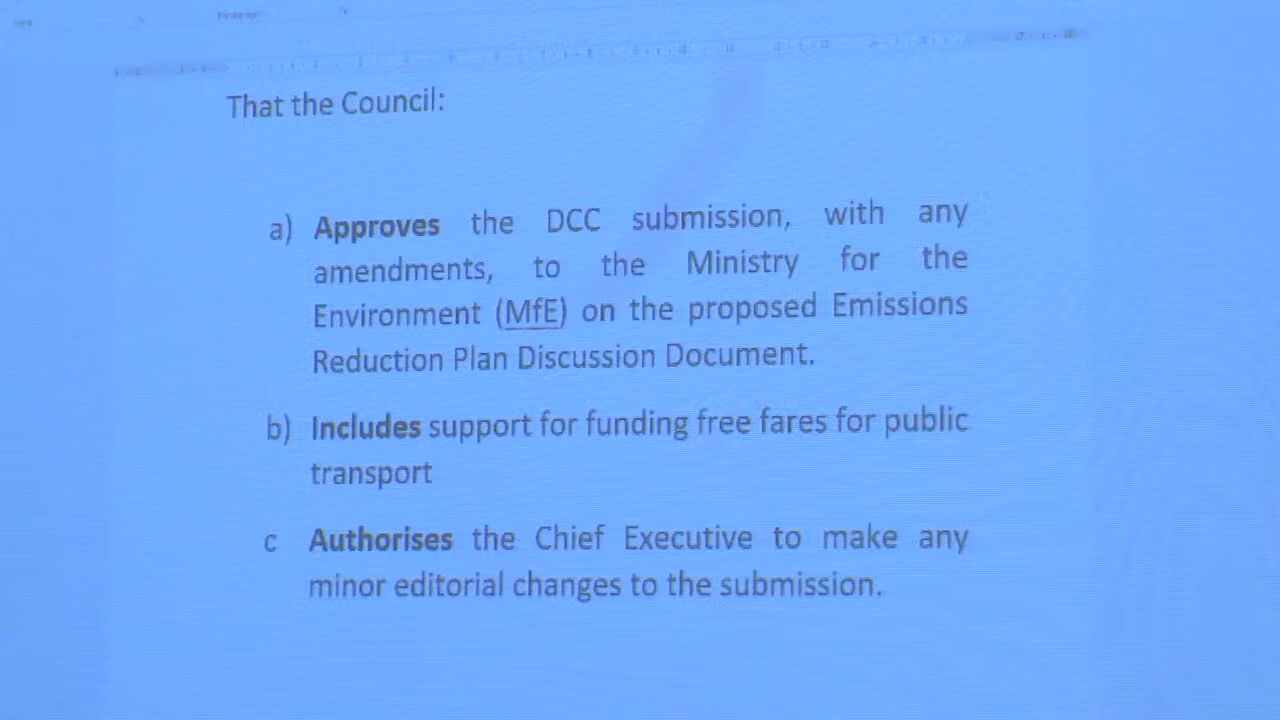 That the Council:
a) Approves the DCC submission, with any
amendments, to the Ministry for the
Environment (MfE) on the proposed Emissions
Reduction Plan Discussion Document.
b) Includes support for funding free fares for public
transport
c Authorises the Chief Executive to make any
minor editorial changes to the submission.